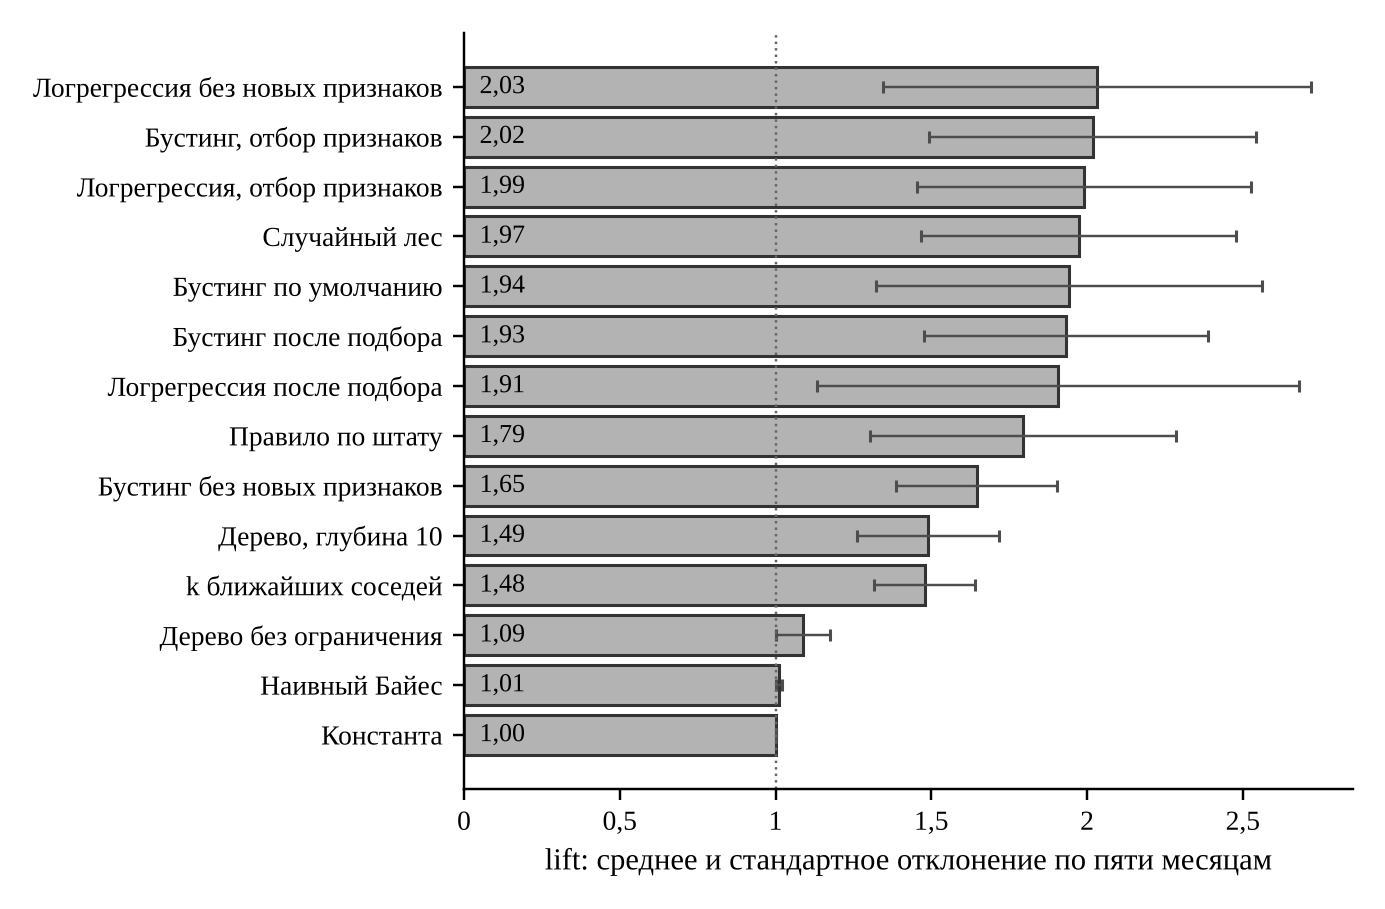 Логрегрессия без новых признаков 2,03
Бустинг, отбор признаков 2,02
Логрегрессия, отбор признаков 1,99
Случайный лес 1,97
Бустинг по умолчанию 1,94
Бустинг после подбора 1,93
Логрегрессия после подбора 1,91
Правило по штату 1,79
Бустинг без новых признаков 1,65
Дерево, глубина 10 1,49
k ближайших соседей 1,48
Дерево без ограничения 1,09
Наивный Байес 1,01
Константа 1,00
0 0,5 1 1,5 2 2,5
lift: среднее и стандартное отклонение по пяти месяцам